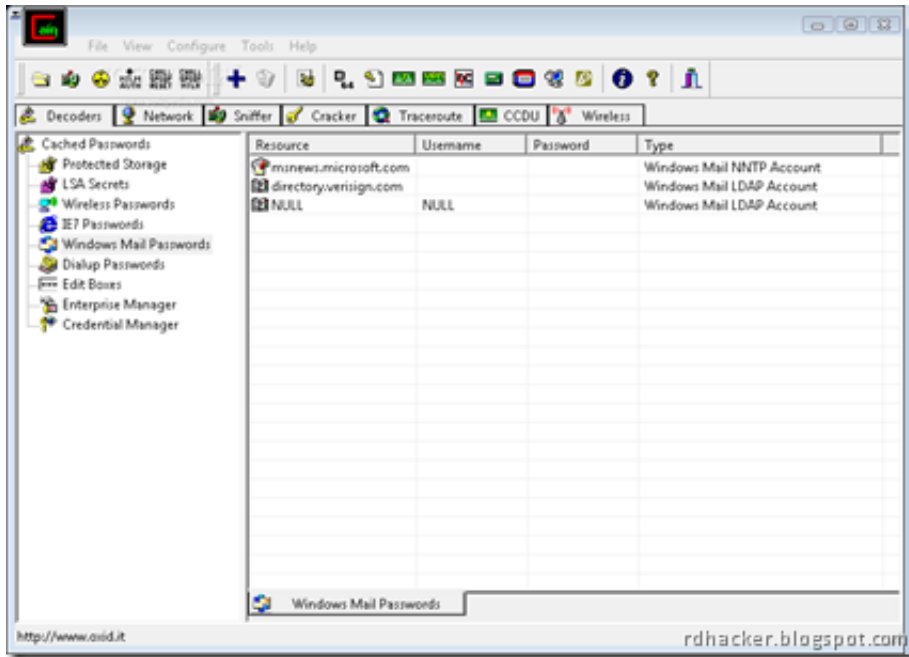 ain
File View Configure Tools Help
Decoders Network Sniffer Cracker Traceroute CCDU Wireless
Cached Passwords
Protected Storage
LSA Secrets
Wireless Passwords
IE7 Passwords
Windows Mail Passwords
Dialup Passwords
Edit Boxes
Enterprise Manager
Credential Manager
Resource Username Password Type
msnews.microsoft.com Windows Mail NNTP Account
directory.verisign.com Windows Mail LDAP Account
NULL NULL Windows Mail LDAP Account
Windows Mail Passwords
http://www.oxid.it
rdhacker.blogspot.com